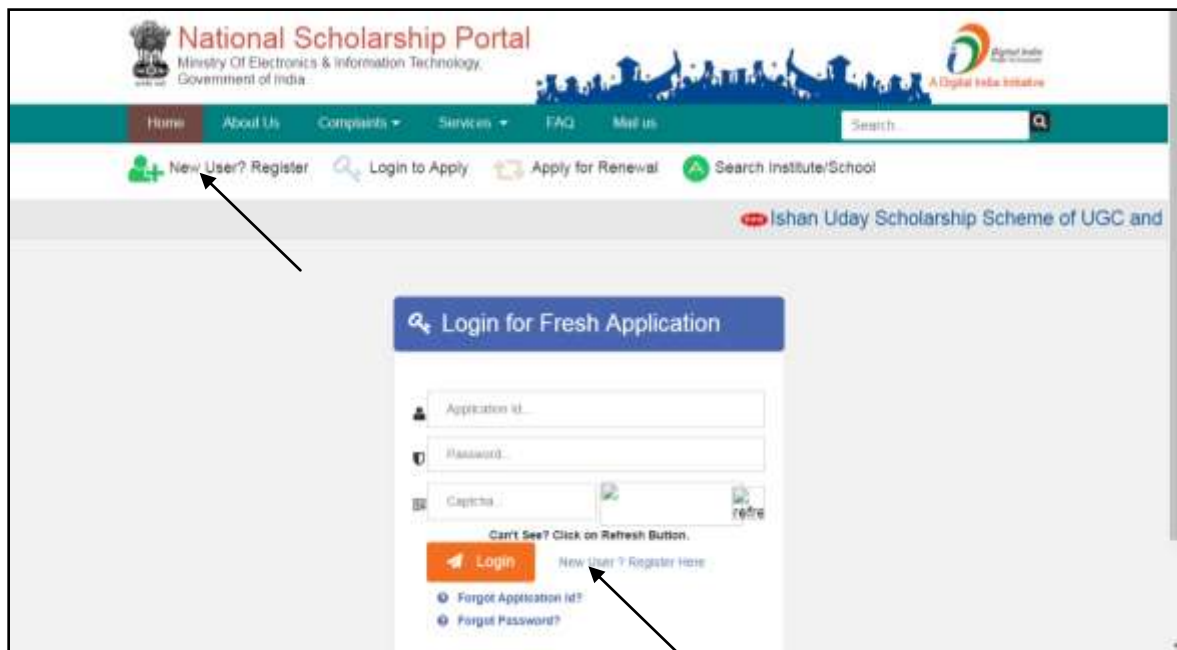 National Scholarship Portal
Ministry Of Electronics & Information Technology,
Government of India
A Digital India Initiative
Home About Us Complaints Services FAQ Mail us Search...
New User? Register Login to Apply Apply for Renewal Search Institute/School
Ishan Uday Scholarship Scheme of UGC and
Login for Fresh Application
Application Id...
Password...
Captcha...
refre
Can't See? Click on Refresh Button.
Login New User ? Register Here
Forgot Application Id?
Forgot Password?